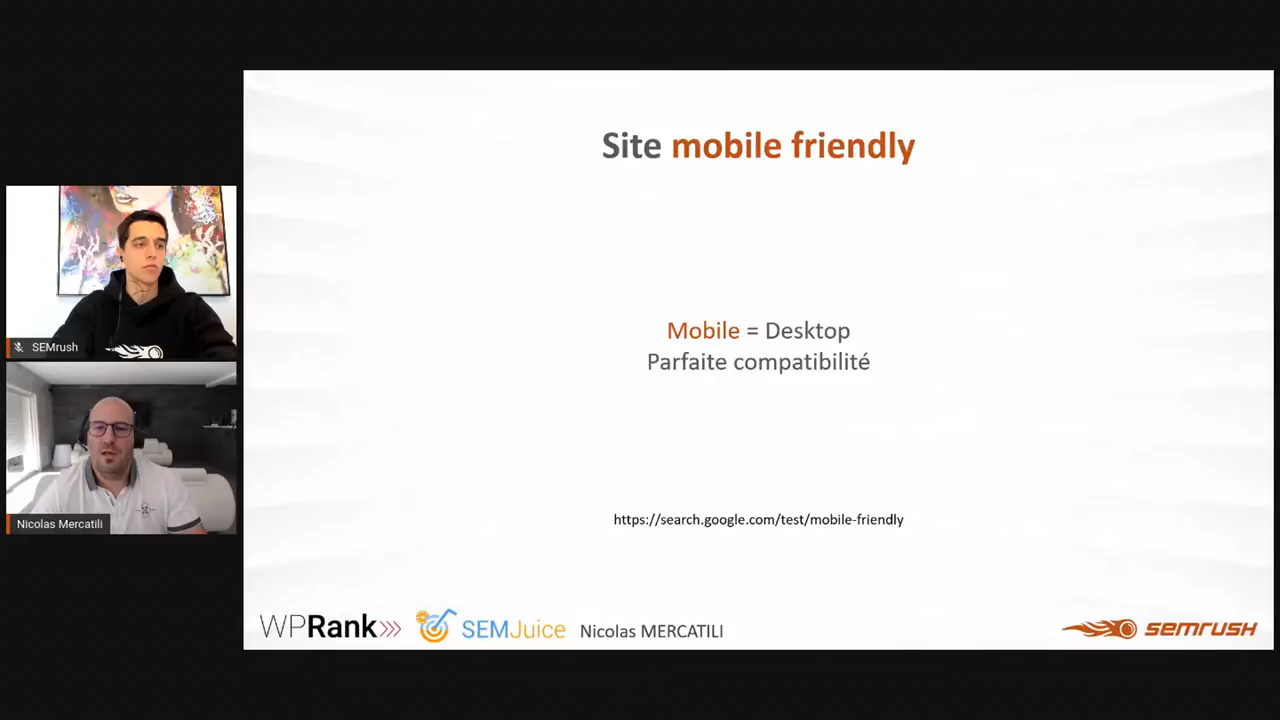 Site mobile friendly
Mobile = Desktop
Parfaite compatibilité
https://search.google.com/test/mobile-friendly
SEMrush
Nicolas Mercatili
WPRank
SEMJuice
Nicolas MERCATILI
semrush